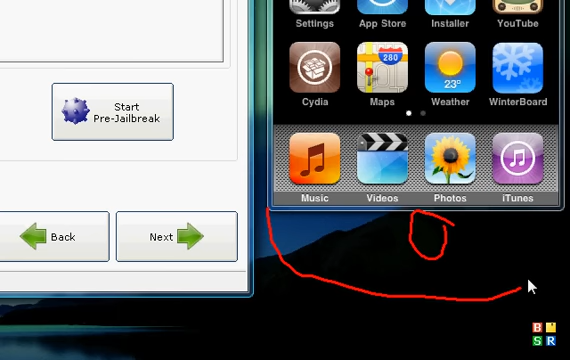 Settings App Store Installer YouTube
280
23°
Cydia Maps Weather WinterBoard
Start
Pre-Jailbreak
Music Videos Photos iTunes
Back Next
B
S R